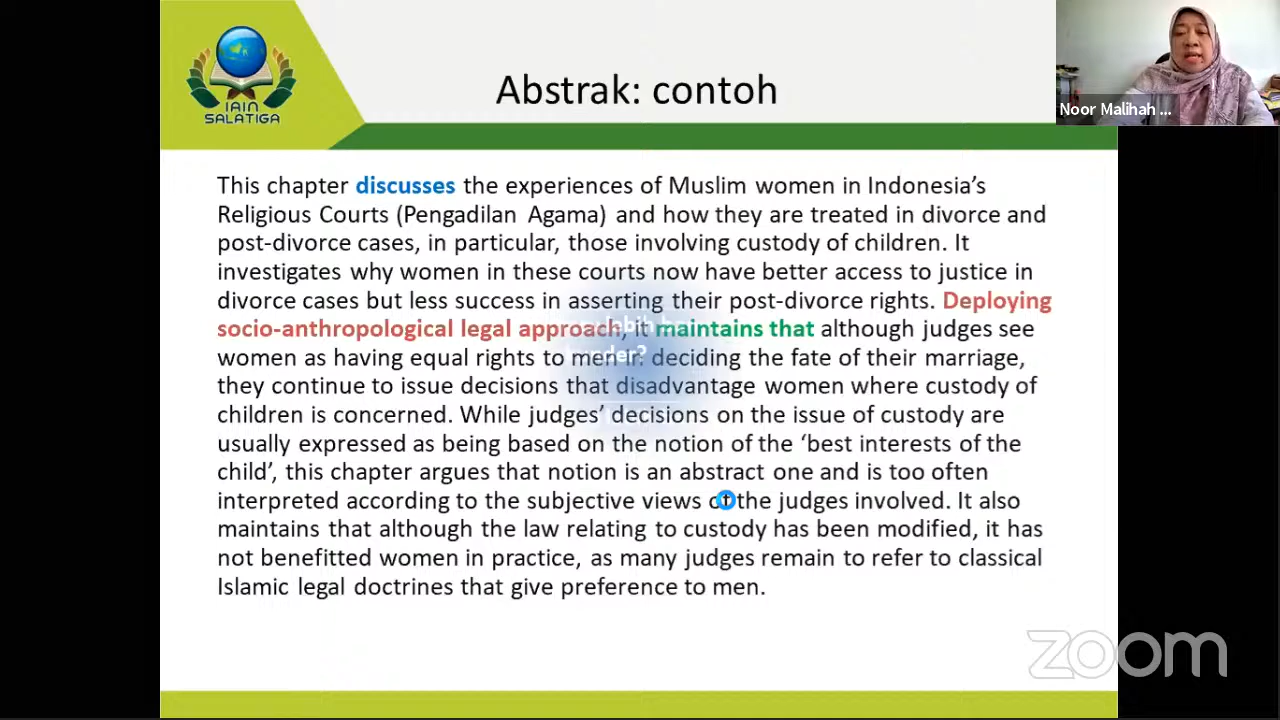 IAIN
SALATIGA
Abstrak: contoh
Noor Malihah ...
This chapter discusses the experiences of Muslim women in Indonesia's
Religious Courts (Pengadilan Agama) and how they are treated in divorce and
post-divorce cases, in particular, those involving custody of children. It
investigates why women in these courts now have better access to justice in
divorce cases but less success in asserting their post-divorce rights. Deploying
socio-anthropological legal approach, it maintains that although judges see
women as having equal rights to men in deciding the fate of their marriage,
they continue to issue decisions that disadvantage women where custody of
children is concerned. While judges' decisions on the issue of custody are
usually expressed as being based on the notion of the 'best interests of the
child', this chapter argues that notion is an abstract one and is too often
interpreted according to the subjective views of the judges involved. It also
maintains that although the law relating to custody has been modified, it has
not benefitted women in practice, as many judges remain to refer to classical
Islamic legal doctrines that give preference to men.
zoom